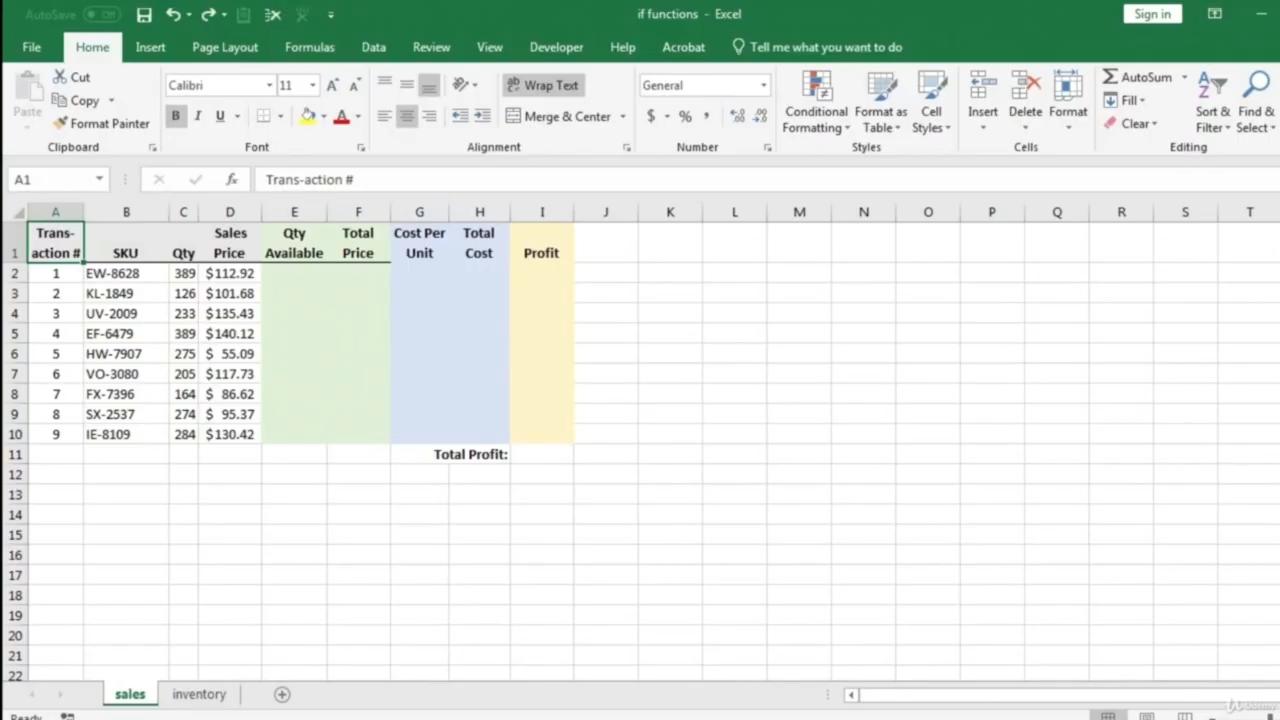 AutoSave Off
if functions - Excel
Sign in
File Home Insert Page Layout Formulas Data Review View Developer Help Acrobat Tell me what you want to do
Paste
Cut
Copy
Format Painter
Clipboard
Calibri 11
B I U
Font
Wrap Text
Merge & Center
Alignment
General
$ % ,
Number
Conditional Formatting
Format as Table
Cell Styles
Styles
Insert Delete Format
Cells
AutoSum
Fill
Clear
Sort & Filter
Find & Select
Editing
A1 fx Trans-action #
A B C D E F G H I J K L M N O P Q R S T
1 Trans-action # SKU Qty Sales Price Qty Available Total Price Cost Per Unit Total Cost Profit
2 1 EW-8628 389 $112.92
3 2 KL-1849 126 $101.68
4 3 UV-2009 233 $135.43
5 4 EF-6479 389 $140.12
6 5 HW-7907 275 $ 55.09
7 6 VO-3080 205 $117.73
8 7 FX-7396 164 $ 86.62
9 8 SX-2537 274 $ 95.37
10 9 IE-8109 284 $130.42
11 Total Profit:
12
13
14
15
16
17
18
19
20
21
22
sales inventory
Ready
Udemy